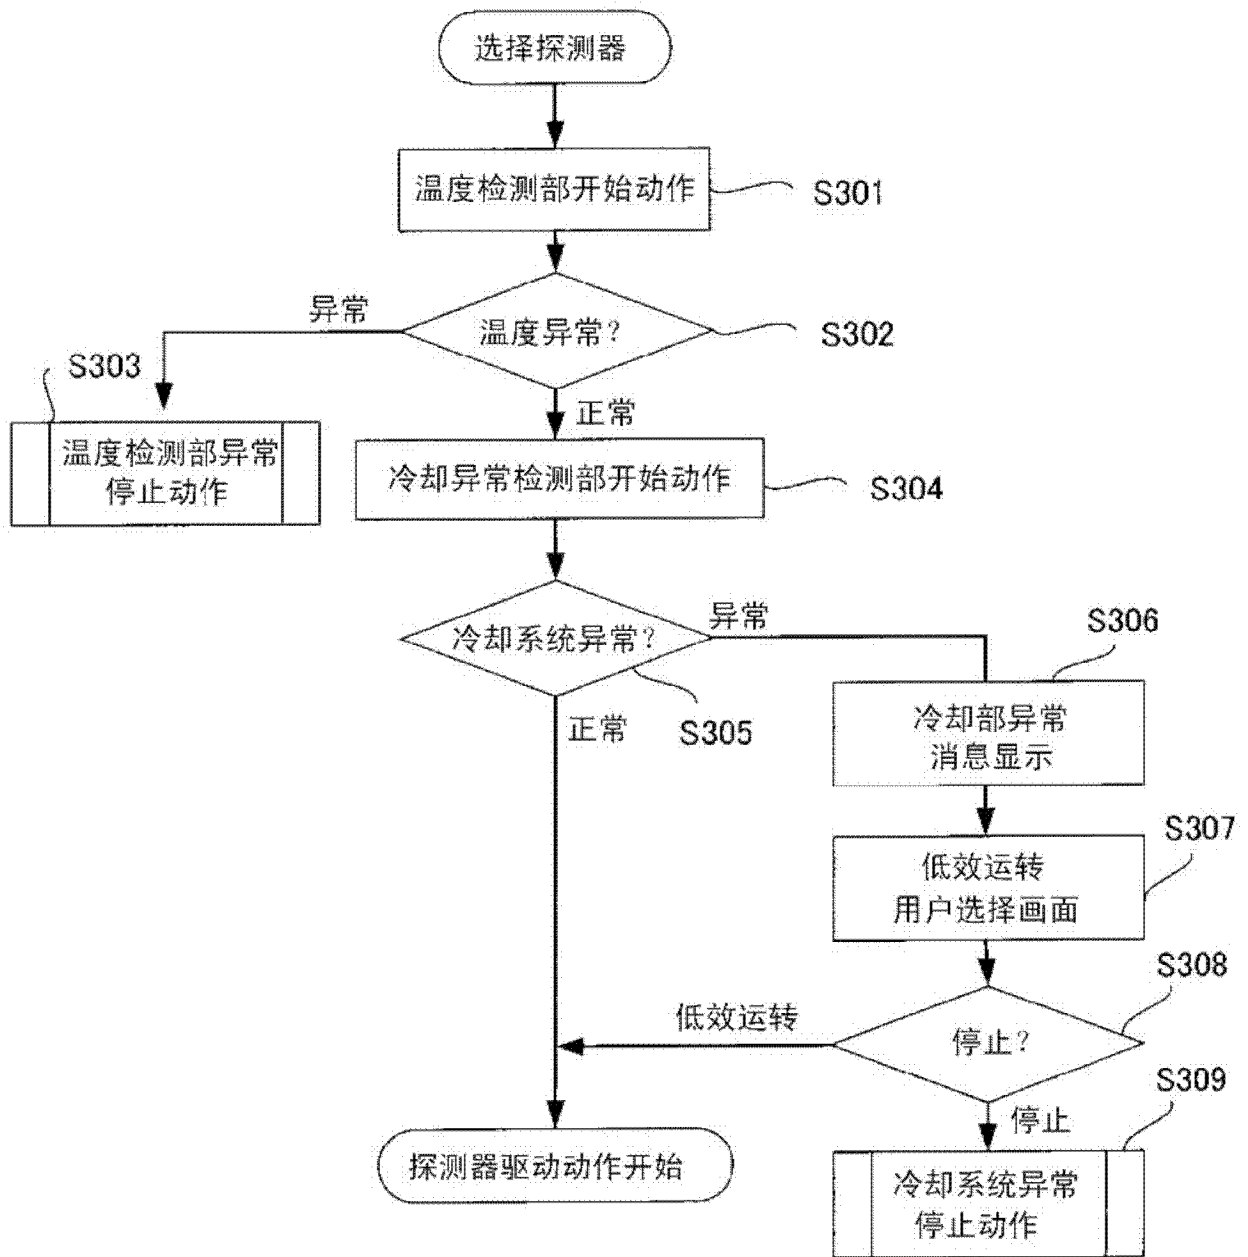 选择探测器
温度检测部开始动作
S301
异常
温度异常?
S302
S303
温度检测部异常
停止动作
正常
冷却异常检测部开始动作
S304
冷却系统异常?
异常
S305
正常
S306
冷却部异常
消息显示
S307
低效运转
用户选择画面
S308
低效运转
停止?
S309
停止
探测器驱动动作开始
冷却系统异常
停止动作